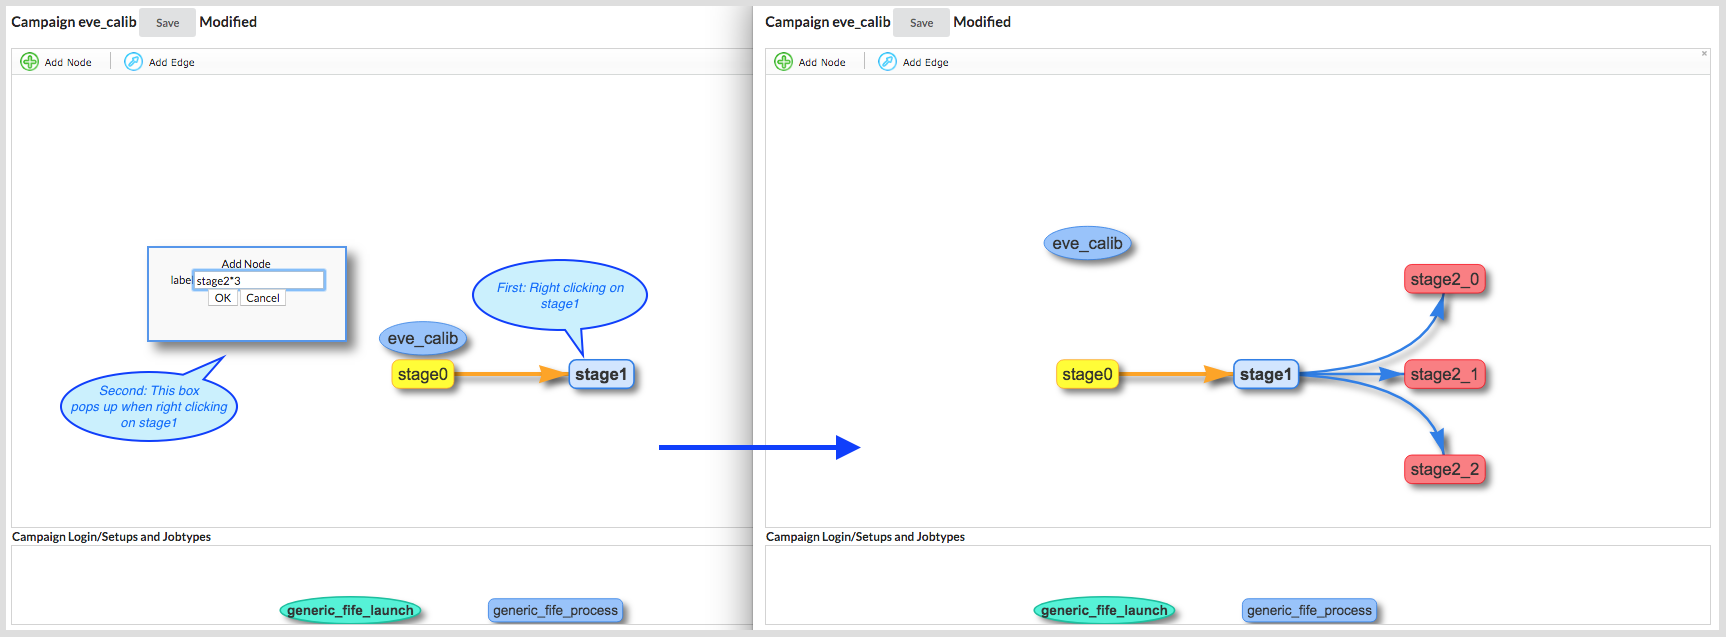 Campaign eve_calib Save Modified
Add Node Add Edge
Add Node
label stage2*3
OK Cancel
First: Right clicking on
stage1
eve_calib
stage0
stage1
Second: This box
pops up when right clicking
on stage1
Campaign Login/Setups and Jobtypes
generic_fife_launch
generic_fife_process
Campaign eve_calib Save Modified
Add Node Add Edge
eve_calib
stage2_0
stage0
stage1
stage2_1
stage2_2
Campaign Login/Setups and Jobtypes
generic_fife_launch
generic_fife_process